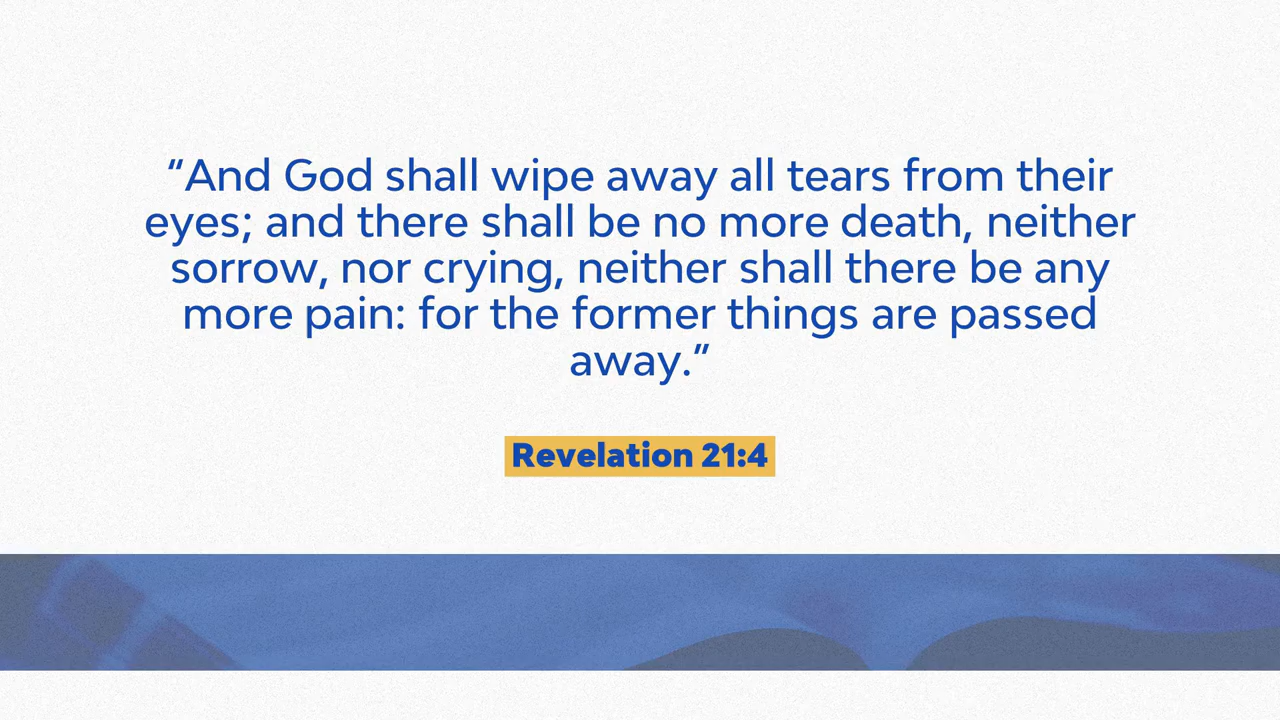 “And God shall wipe away all tears from their
eyes; and there shall be no more death, neither
sorrow, nor crying, neither shall there be any
more pain: for the former things are passed
away.”
Revelation 21:4